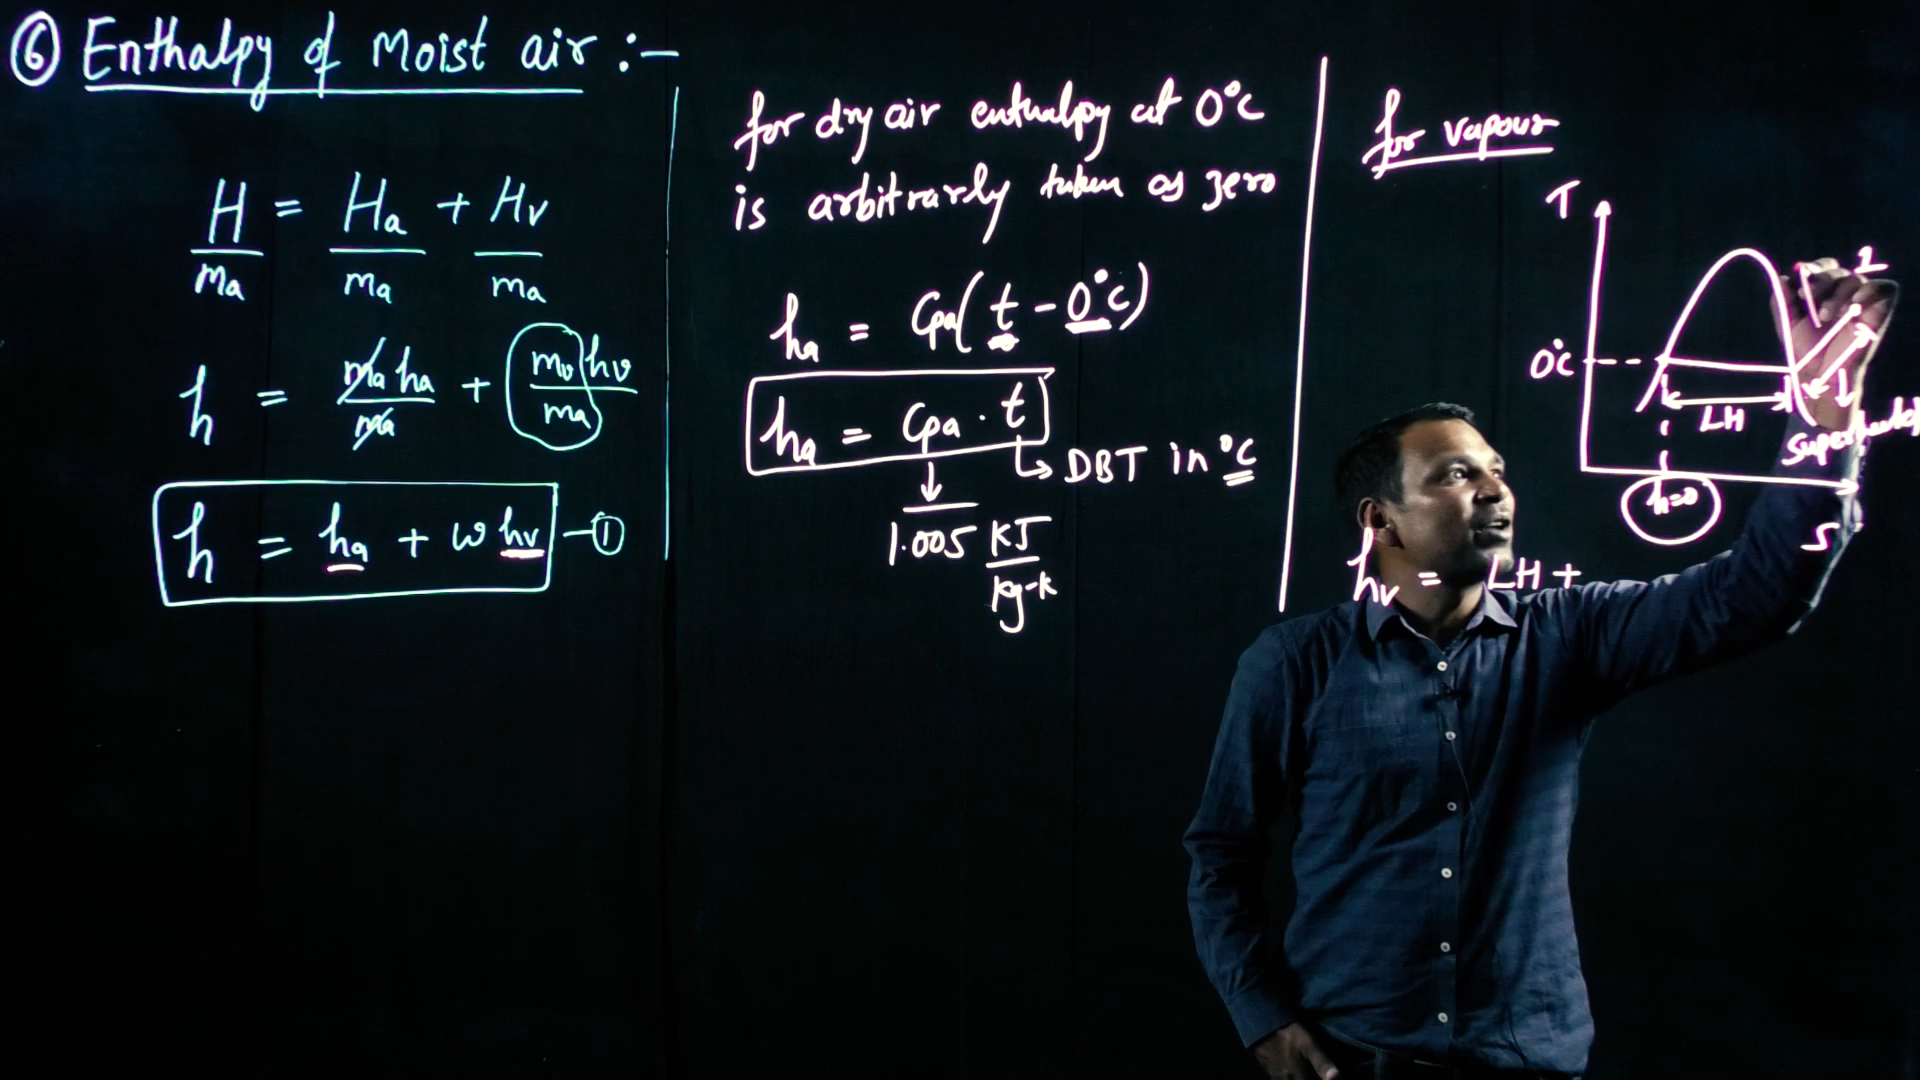 ⑥ Enthalpy of Moist air :-
H/ma = Ha/ma + Hv/ma
h = ma ha/ma + mv hv/ma
h = ha + ω hv -①
for dry air enthalpy at 0°c
is arbitrarly taken as zero
ha = Cpa(t - 0°c)
ha = Cpa . t
DBT in °c
1.005 KJ/kg-k
for vapour
T
1
0°c
LH
Superheat
h=0
S
hv = LH +